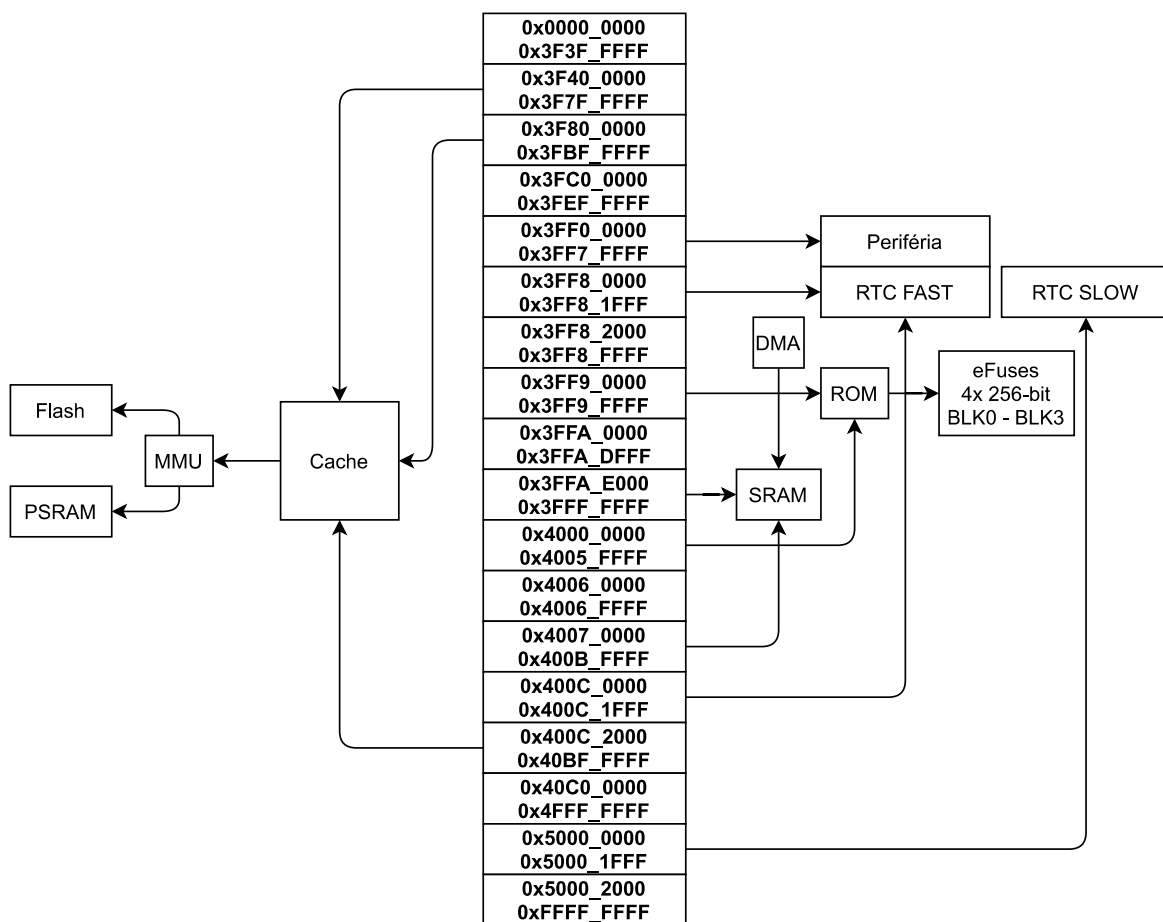 0x0000_0000
0x3F3F_FFFF
0x3F40_0000
0x3F7F_FFFF
0x3F80_0000
0x3FBF_FFFF
0x3FC0_0000
0x3FEF_FFFF
0x3FF0_0000
0x3FF7_FFFF
0x3FF8_0000
0x3FF8_1FFF
0x3FF8_2000
0x3FF8_FFFF
0x3FF9_0000
0x3FF9_FFFF
0x3FFA_0000
0x3FFA_DFFF
0x3FFA_E000
0x3FFF_FFFF
0x4000_0000
0x4005_FFFF
0x4006_0000
0x4006_FFFF
0x4007_0000
0x400B_FFFF
0x400C_0000
0x400C_1FFF
0x400C_2000
0x40BF_FFFF
0x40C0_0000
0x4FFF_FFFF
0x5000_0000
0x5000_1FFF
0x5000_2000
0xFFFF_FFFF
Flash
MMU
PSRAM
Cache
Periféria
RTC FAST
RTC SLOW
DMA
ROM
eFuses
4x 256-bit
BLK0 - BLK3
SRAM